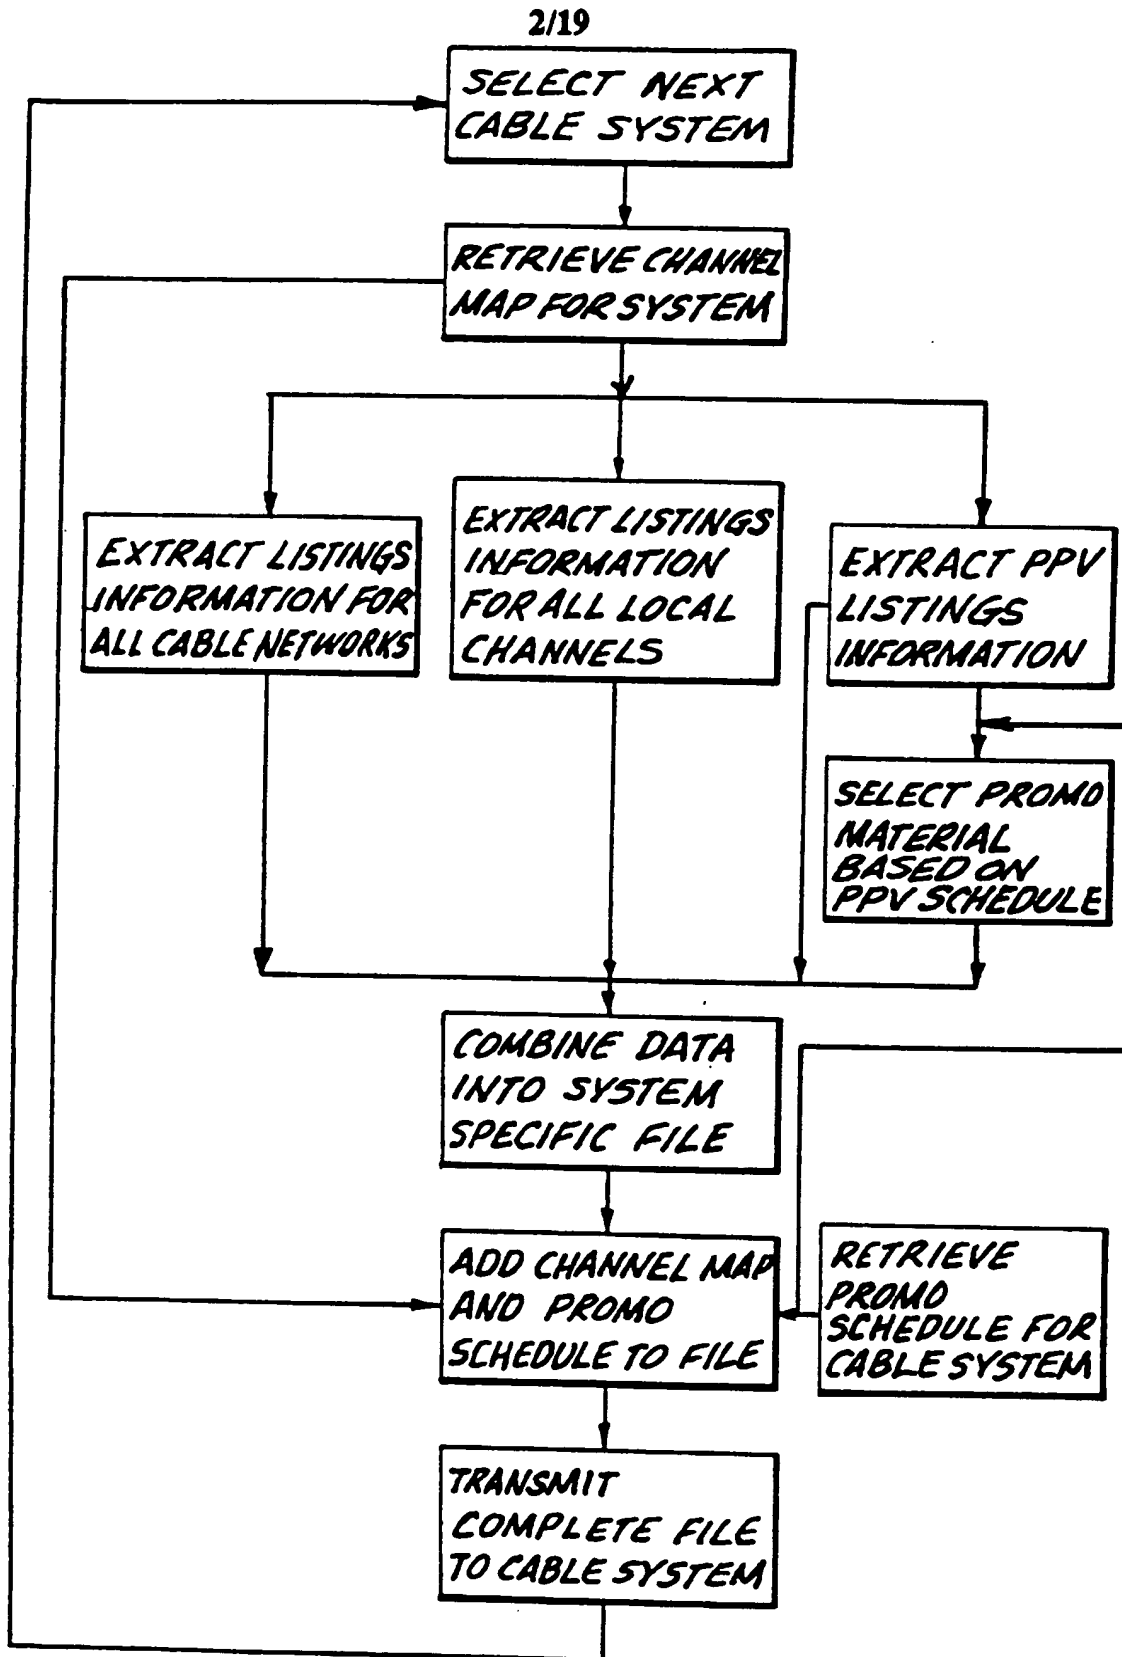 2/19
SELECT NEXT
CABLE SYSTEM
RETRIEVE CHANNEL
MAP FOR SYSTEM
EXTRACT LISTINGS
INFORMATION FOR
ALL CABLE NETWORKS
EXTRACT LISTINGS
INFORMATION
FOR ALL LOCAL
CHANNELS
EXTRACT PPV
LISTINGS
INFORMATION
SELECT PROMO
MATERIAL
BASED ON
PPV SCHEDULE
COMBINE DATA
INTO SYSTEM
SPECIFIC FILE
ADD CHANNEL MAP
AND PROMO
SCHEDULE TO FILE
RETRIEVE
PROMO
SCHEDULE FOR
CABLE SYSTEM
TRANSMIT
COMPLETE FILE
TO CABLE SYSTEM